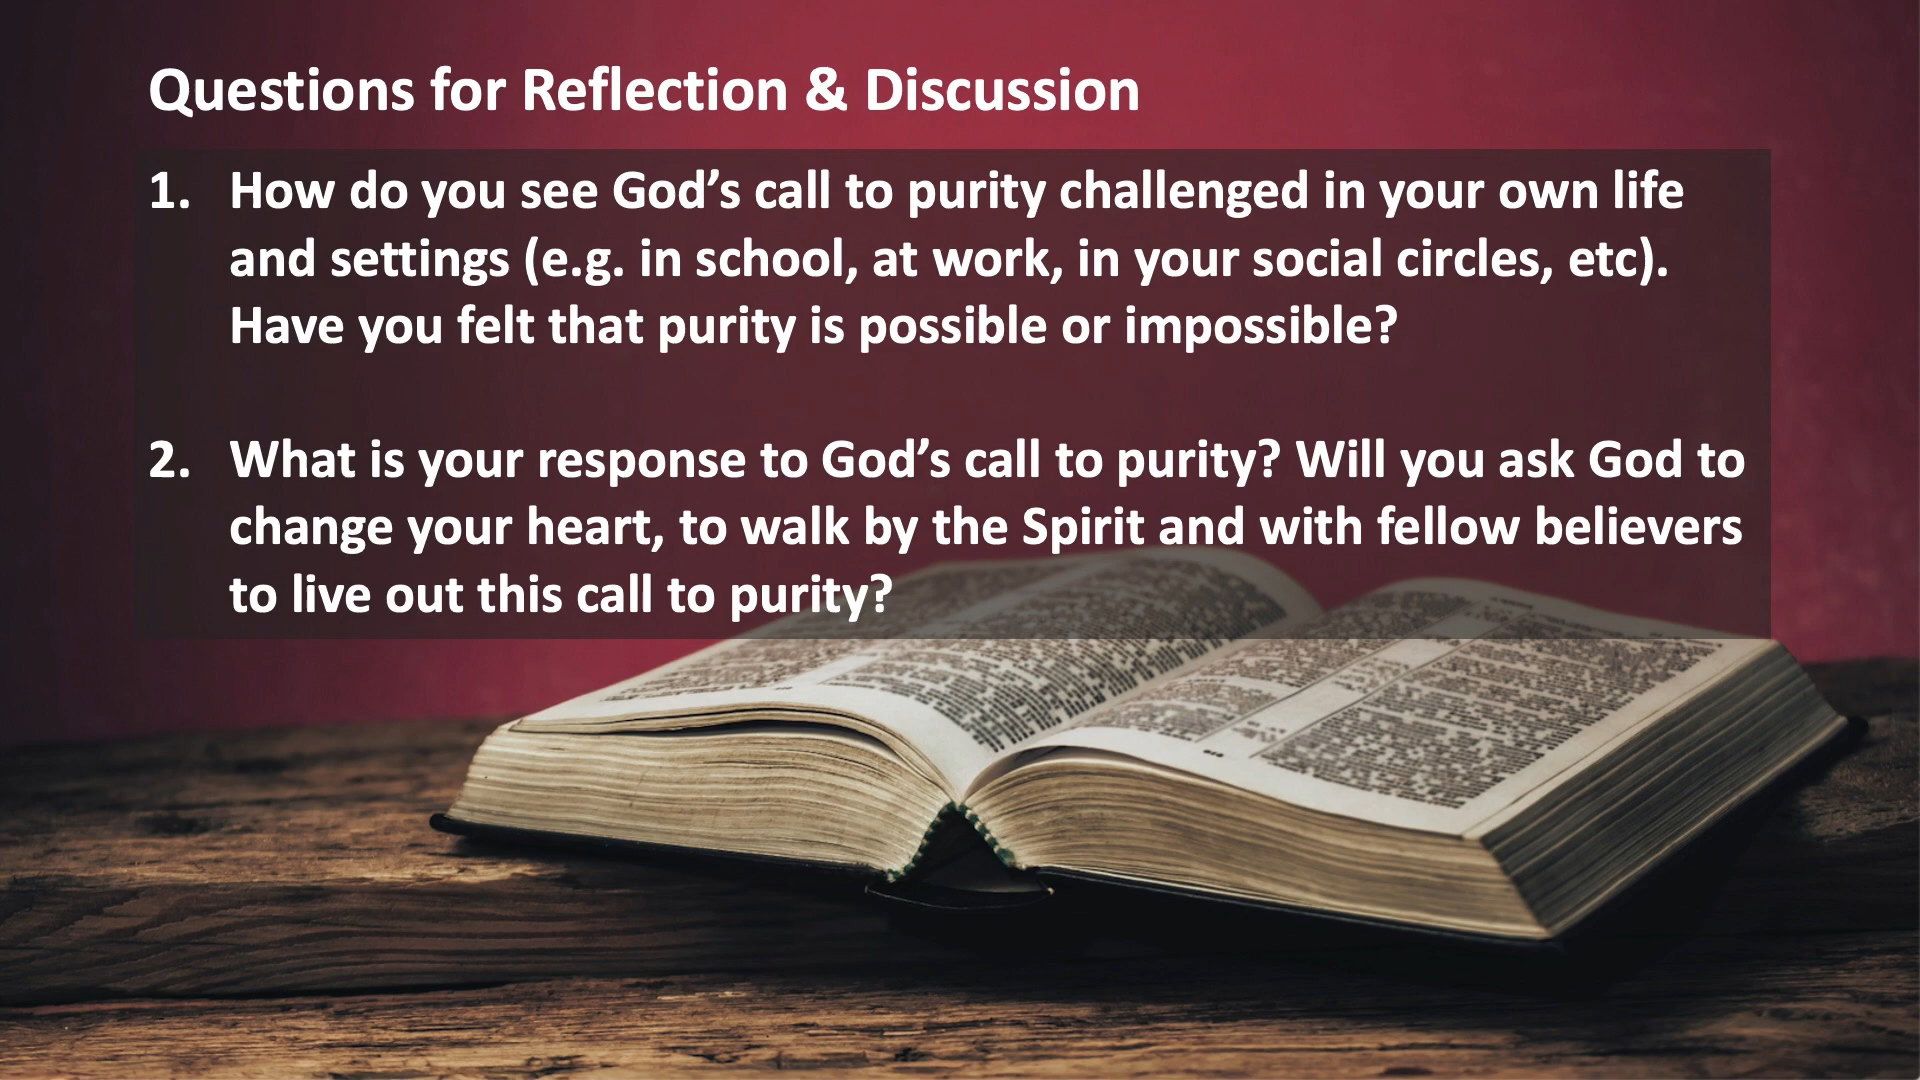 Questions for Reflection & Discussion
1. How do you see God’s call to purity challenged in your own life
and settings (e.g. in school, at work, in your social circles, etc).
Have you felt that purity is possible or impossible?
2. What is your response to God’s call to purity? Will you ask God to
change your heart, to walk by the Spirit and with fellow believers
to live out this call to purity?